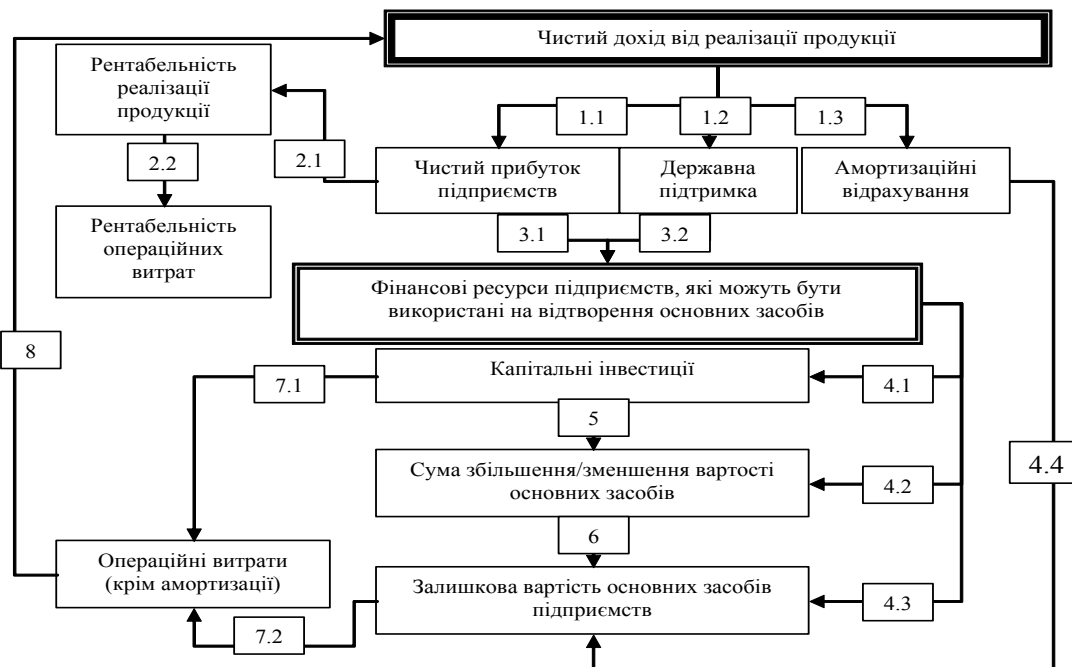 Чистий дохід від реалізації продукції
Рентабельність
реалізації
продукції
1.1
1.2
1.3
2.2
2.1
Чистий прибуток
підприємств
Державна
підтримка
Амортизаційні
відрахування
Рентабельність
операційних
витрат
3.1
3.2
Фінансові ресурси підприємств, які можуть бути
використані на відтворення основних засобів
8
7.1
Капітальні інвестиції
4.1
5
4.4
Сума збільшення/зменшення вартості
основних засобів
4.2
6
Операційні витрати
(крім амортизації)
Залишкова вартість основних засобів
підприємств
4.3
7.2